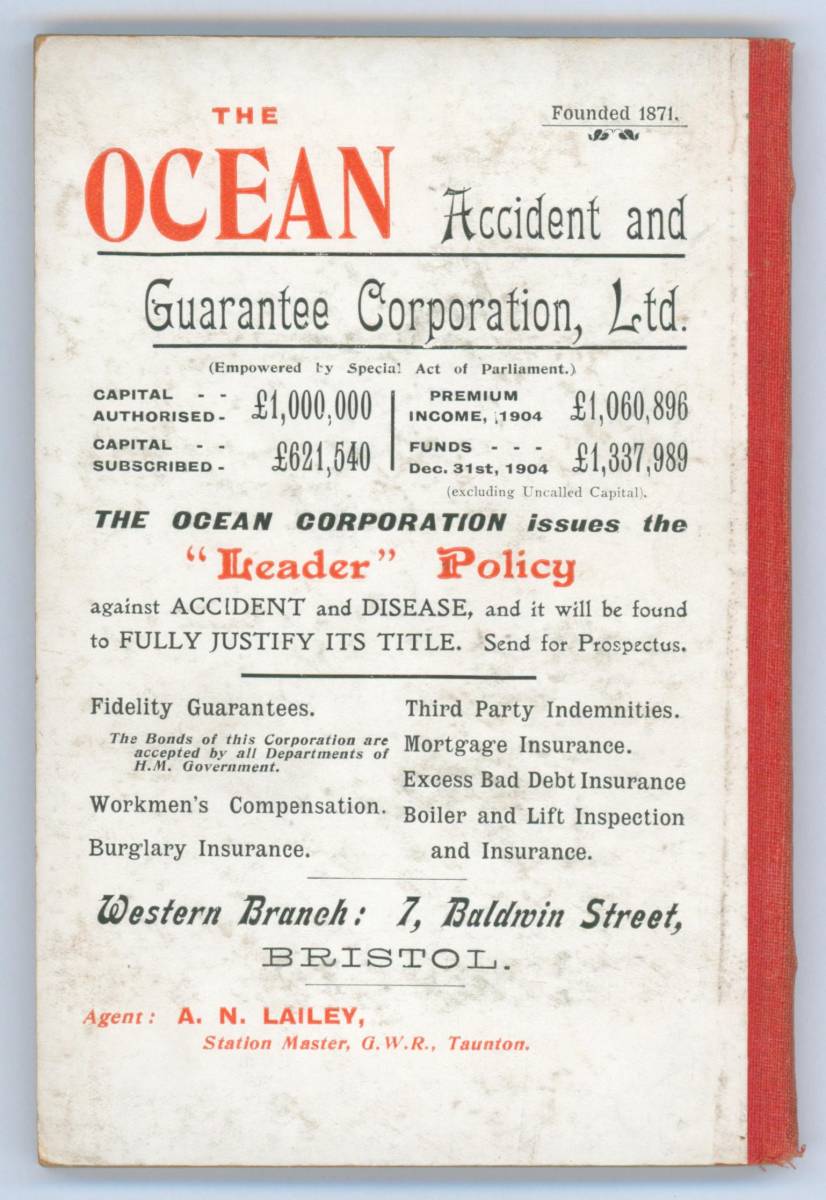 THE
Founded 1871.
OCEAN Accident and
Guarantee Corporation, Ltd.
(Empowered by Special Act of Parliament.)
CAPITAL - -
AUTHORISED - £1,000,000
CAPITAL - -
SUBSCRIBED - £621,540
PREMIUM
INCOME, 1904 £1,060,896
FUNDS - - -
Dec. 31st, 1904 £1,337,989
(excluding Uncalled Capital).
THE OCEAN CORPORATION issues the
"Leader" Policy
against ACCIDENT and DISEASE, and it will be found
to FULLY JUSTIFY ITS TITLE. Send for Prospectus.
Fidelity Guarantees.
The Bonds of this Corporation are
accepted by all Departments of
H.M. Government.
Workmen's Compensation.
Burglary Insurance.
Third Party Indemnities.
Mortgage Insurance.
Excess Bad Debt Insurance
Boiler and Lift Inspection
and Insurance.
Western Branch: 7, Baldwin Street,
BRISTOL.
Agent: A. N. LAILEY,
Station Master, G.W.R., Taunton.